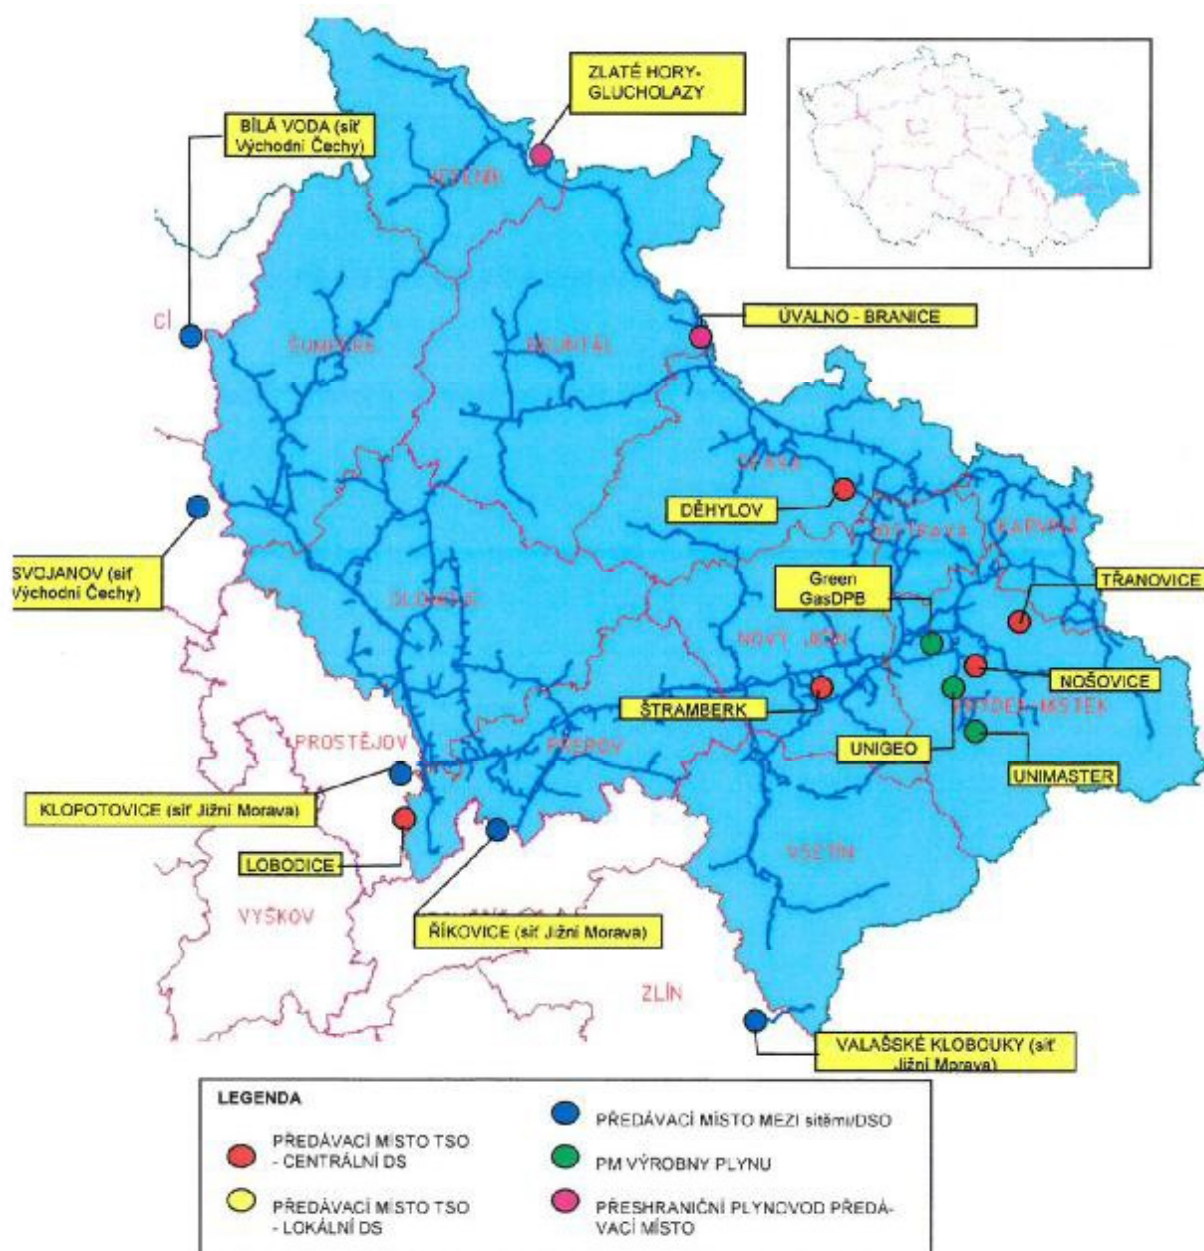 ZLATÉ HORY-
GLUCHOLAZY
BÍLÁ VODA (síť
Východní Čechy)
JESENÍK
ÚVALNO - BRANICE
CÍ
ŠUMPERK
BRUNTÁL
OPAVA
DĚHYLOV
OSTRAVA
KARVINÁ
SVOJANOV (síť
Východní Čechy)
Green
GasDPB
TŘANOVICE
OLOMOUC
NOVÝ JIČÍN
NOŠOVICE
ŠTRAMBERK
FRÝDEK-MÍSTEK
PROSTĚJOV
PŘEROV
UNIGEO
UNIMASTER
KLOPOTOVICE (síť Jižní Morava)
LOBODICE
VSETÍN
VYŠKOV
ŘÍKOVICE (síť Jižní Morava)
ZLÍN
VALAŠSKÉ KLOBOUKY (síť
Jižní Morava)
LEGENDA
PŘEDÁVACÍ MÍSTO TSO
- CENTRÁLNÍ DS
PŘEDÁVACÍ MÍSTO TSO
- LOKÁLNÍ DS
PŘEDÁVACÍ MÍSTO MEZI sítěmi/DSO
PM VÝROBNY PLYNU
PŘESHRANIČNÍ PLYNOVOD PŘEDÁ-
VACÍ MÍSTO